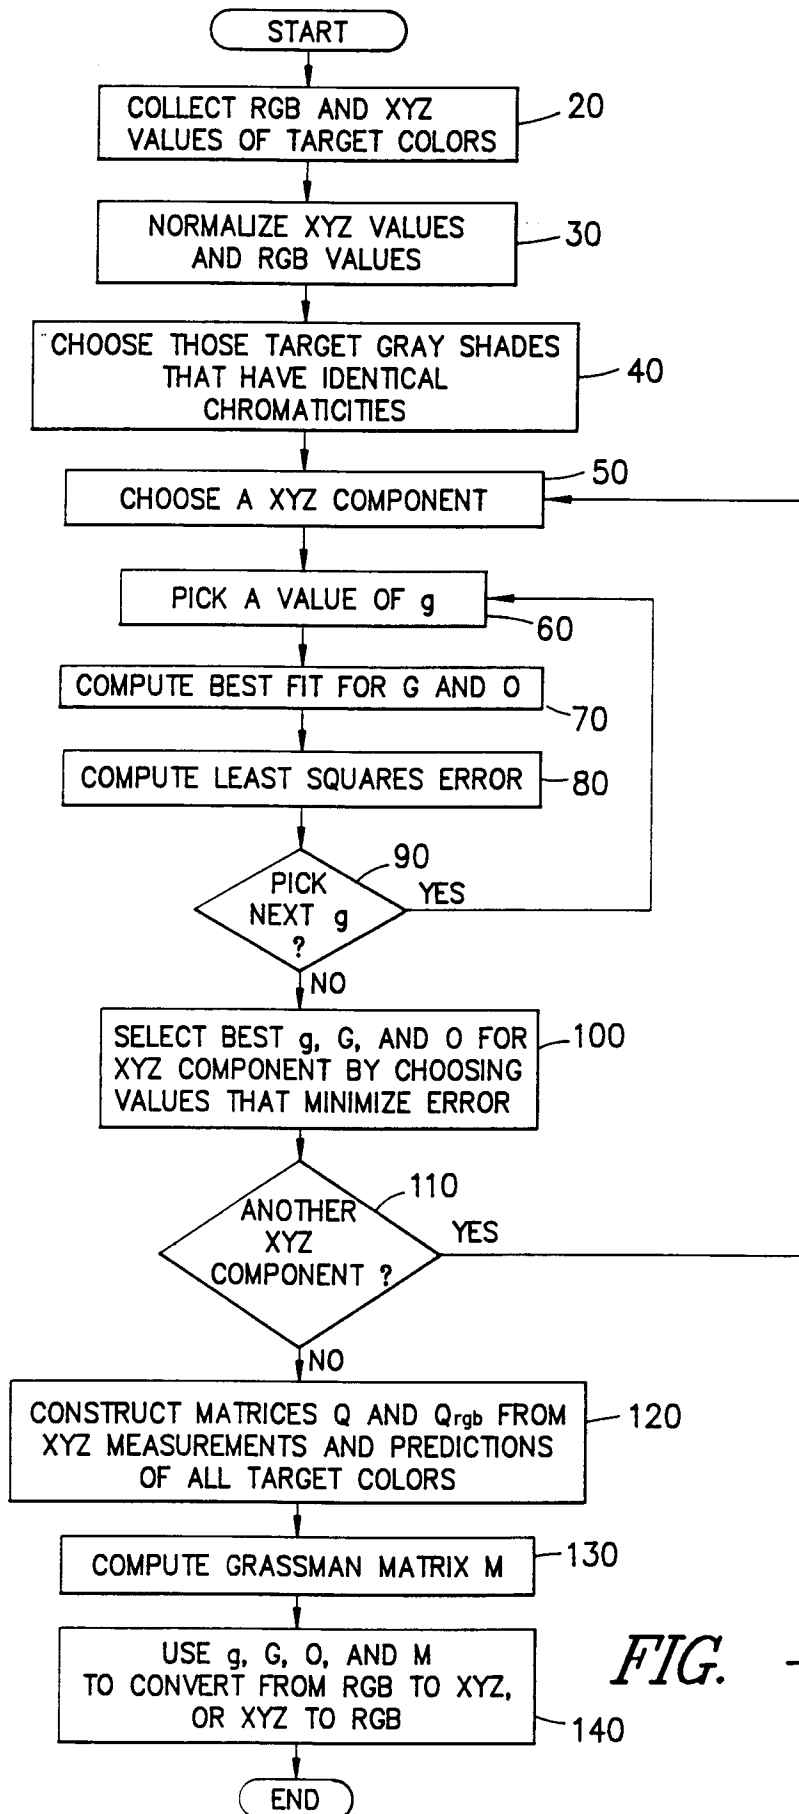 START
COLLECT RGB AND XYZ
VALUES OF TARGET COLORS
20
NORMALIZE XYZ VALUES
AND RGB VALUES
30
CHOOSE THOSE TARGET GRAY SHADES
THAT HAVE IDENTICAL
CHROMATICITIES
40
CHOOSE A XYZ COMPONENT
50
PICK A VALUE OF g
60
COMPUTE BEST FIT FOR G AND O
70
COMPUTE LEAST SQUARES ERROR
80
PICK
NEXT g
?
90
YES
NO
SELECT BEST g, G, AND O FOR
XYZ COMPONENT BY CHOOSING
VALUES THAT MINIMIZE ERROR
100
ANOTHER
XYZ
COMPONENT ?
110
YES
NO
CONSTRUCT MATRICES Q AND Qrgb FROM
XYZ MEASUREMENTS AND PREDICTIONS
OF ALL TARGET COLORS
120
COMPUTE GRASSMAN MATRIX M
130
USE g, G, O, AND M
TO CONVERT FROM RGB TO XYZ,
OR XYZ TO RGB
140
END
FIG.